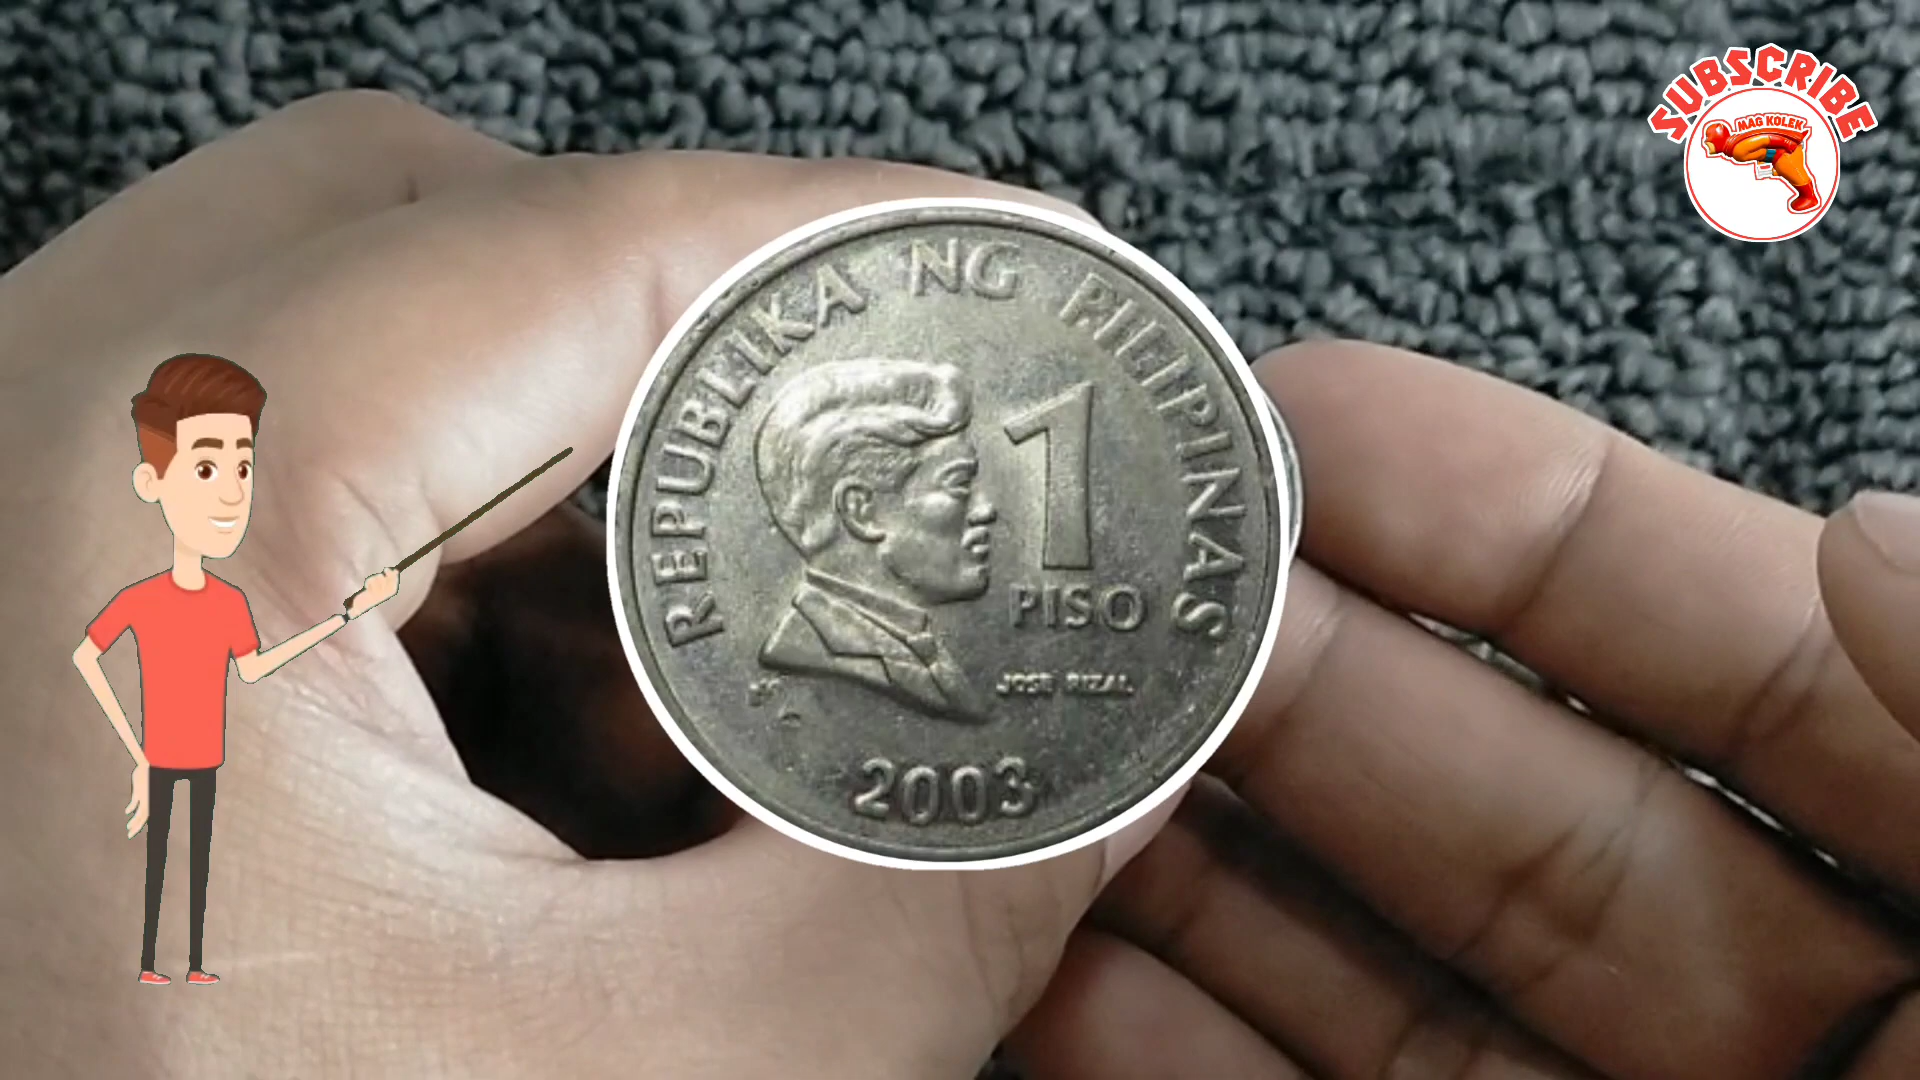 SUBSCRIBE
MAG KOLEK
REPUBLIKA NG PILIPINAS
1
PISO
JOSE RIZAL
2003